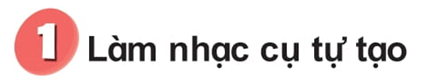 1 Làm nhạc cụ tự tạo